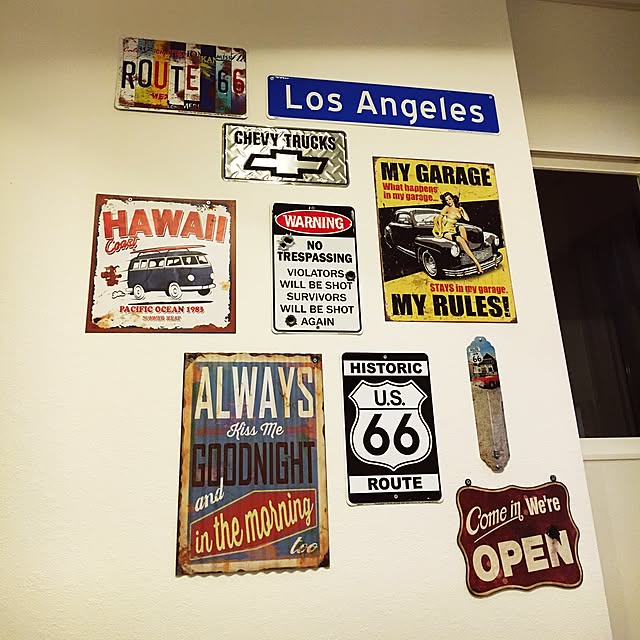 ROUTE 66
Los Angeles
CHEVY TRUCKS
HAWAII
Coast
PACIFIC OCEAN 1983
WARNING
NO
TRESPASSING
VIOLATORS
WILL BE SHOT
SURVIVORS
WILL BE SHOT
AGAIN
MY GARAGE
What happens
in my garage...
STAYS in my garage.
MY RULES!
ALWAYS
Kiss Me
GOODNIGHT
and
in the morning
too
HISTORIC
U.S.
66
ROUTE
66
Come in We're
OPEN